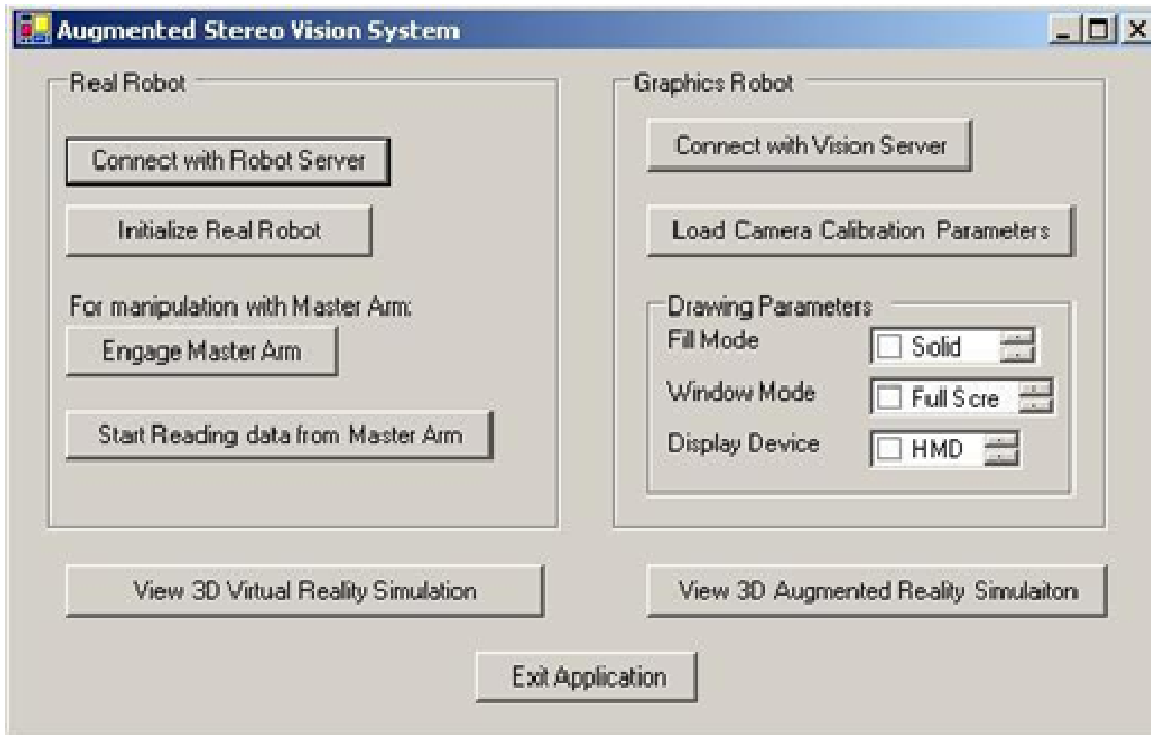 Augmented Stereo Vision System
Real Robot
Connect with Robot Server
Initialize Real Robot
For manipulation with Master Arm:
Engage Master Arm
Start Reading data from Master Arm
Graphics Robot
Connect with Vision Server
Load Camera Calibration Parameters
Drawing Parameters
Fill Mode
Solid
Window Mode
Full Scre
Display Device
HMD
View 3D Virtual Reality Simulation
View 3D Augmented Reality Simulaiton
Exit Application